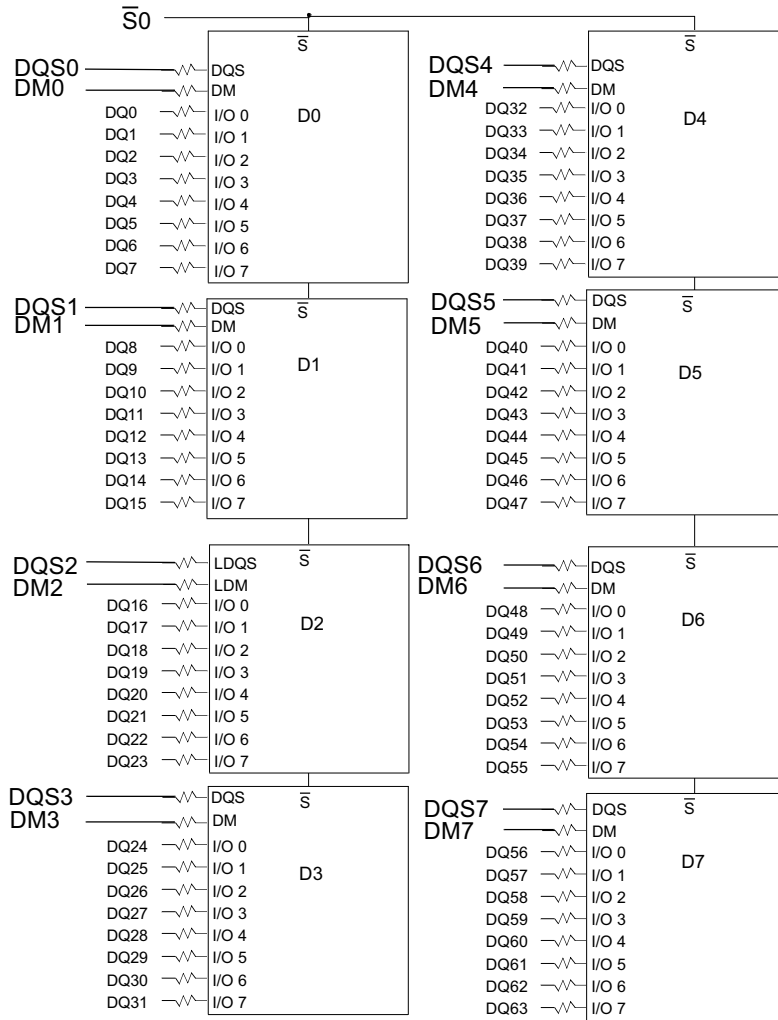 S̅0
S̅
DQS0 DQS
DM0 DM
D0
DQ0 I/O 0
DQ1 I/O 1
DQ2 I/O 2
DQ3 I/O 3
DQ4 I/O 4
DQ5 I/O 5
DQ6 I/O 6
DQ7 I/O 7
S̅
DQS1 DQS
DM1 DM
DQ8 I/O 0
D1
DQ9 I/O 1
DQ10 I/O 2
DQ11 I/O 3
DQ12 I/O 4
DQ13 I/O 5
DQ14 I/O 6
DQ15 I/O 7
S̅
DQS2 LDQS
DM2 LDM
DQ16 I/O 0
D2
DQ17 I/O 1
DQ18 I/O 2
DQ19 I/O 3
DQ20 I/O 4
DQ21 I/O 5
DQ22 I/O 6
DQ23 I/O 7
S̅
DQS3 DQS
DM3 DM
DQ24 I/O 0
DQ25 I/O 1
D3
DQ26 I/O 2
DQ27 I/O 3
DQ28 I/O 4
DQ29 I/O 5
DQ30 I/O 6
DQ31 I/O 7
S̅
DQS4 DQS
DM4 DM
DQ32 I/O 0
D4
DQ33 I/O 1
DQ34 I/O 2
DQ35 I/O 3
DQ36 I/O 4
DQ37 I/O 5
DQ38 I/O 6
DQ39 I/O 7
S̅
DQS5 DQS
DM5 DM
DQ40 I/O 0
D5
DQ41 I/O 1
DQ42 I/O 2
DQ43 I/O 3
DQ44 I/O 4
DQ45 I/O 5
DQ46 I/O 6
DQ47 I/O 7
S̅
DQS6 DQS
DM6 DM
DQ48 I/O 0
D6
DQ49 I/O 1
DQ50 I/O 2
DQ51 I/O 3
DQ52 I/O 4
DQ53 I/O 5
DQ54 I/O 6
DQ55 I/O 7
S̅
DQS7 DQS
DM7 DM
DQ56 I/O 0
D7
DQ57 I/O 1
DQ58 I/O 2
DQ59 I/O 3
DQ60 I/O 4
DQ61 I/O 5
DQ62 I/O 6
DQ63 I/O 7